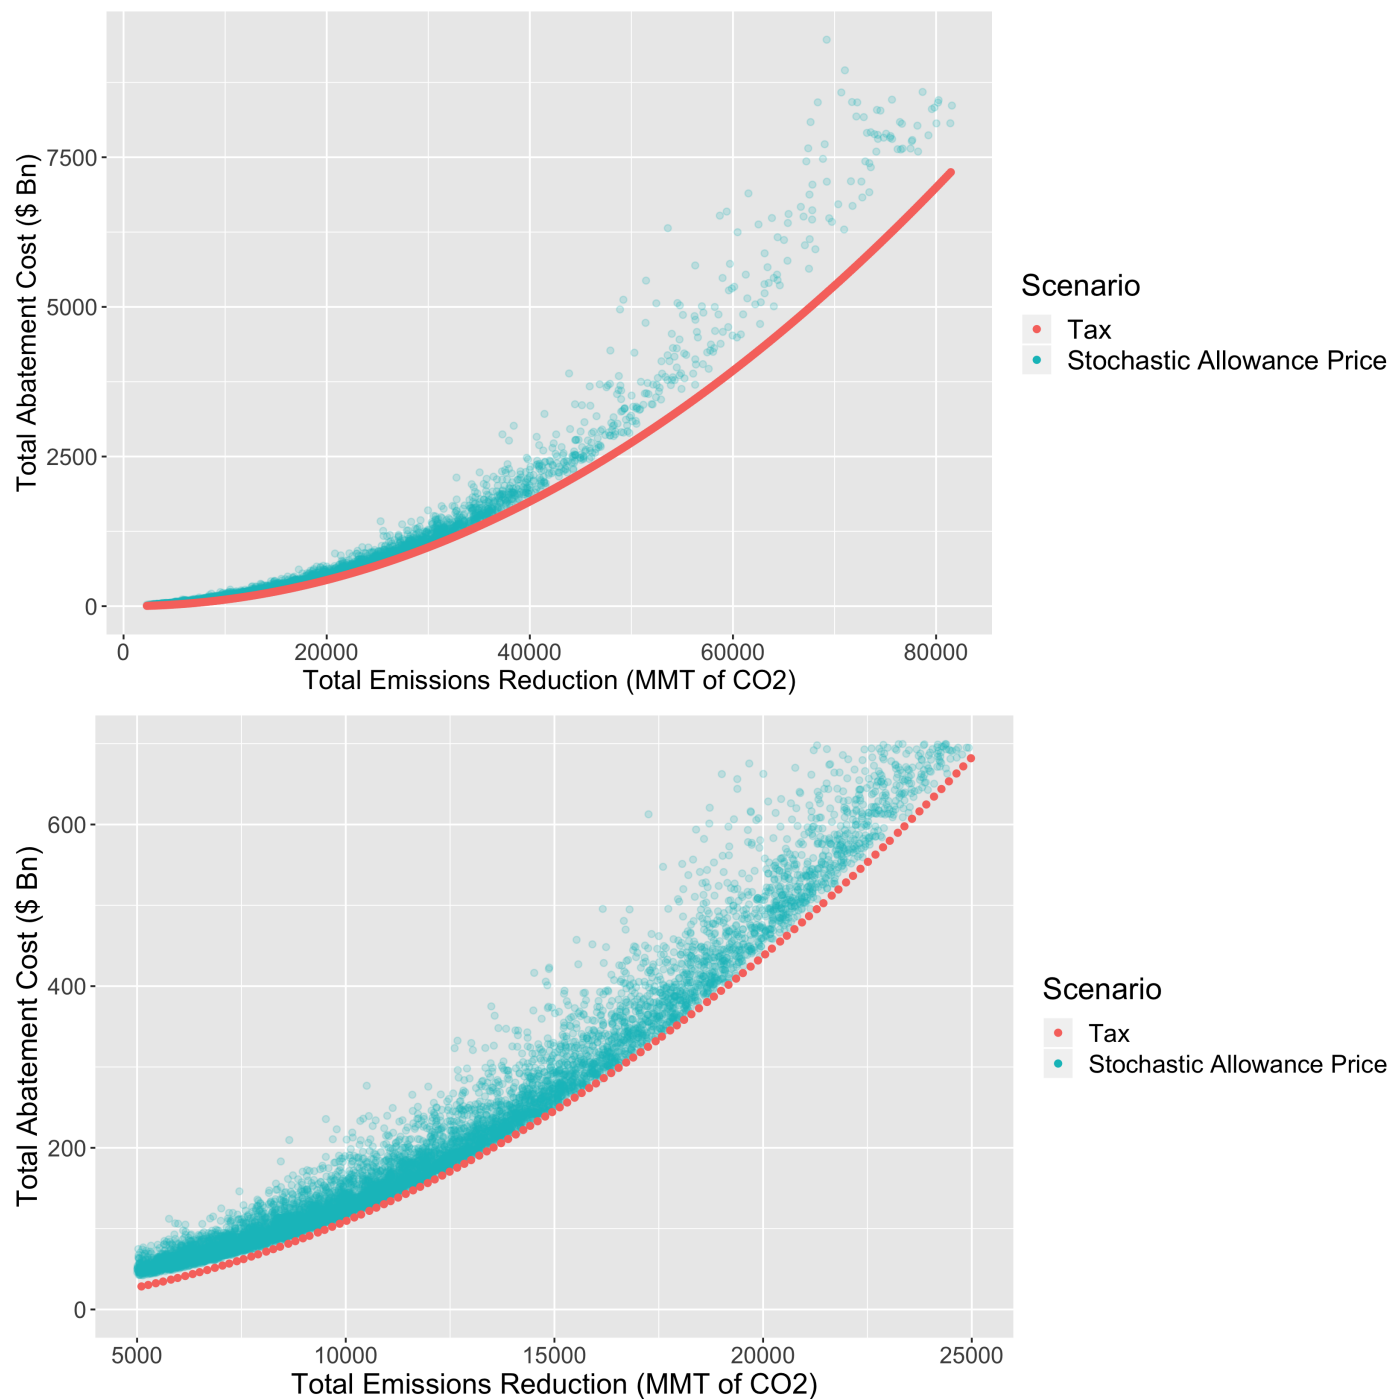 7500
5000
2500
0
Total Abatement Cost ($ Bn)
0 20000 40000 60000 80000
Total Emissions Reduction (MMT of CO2)
Scenario
Tax
Stochastic Allowance Price
600
400
200
0
Total Abatement Cost ($ Bn)
5000 10000 15000 20000 25000
Total Emissions Reduction (MMT of CO2)
Scenario
Tax
Stochastic Allowance Price